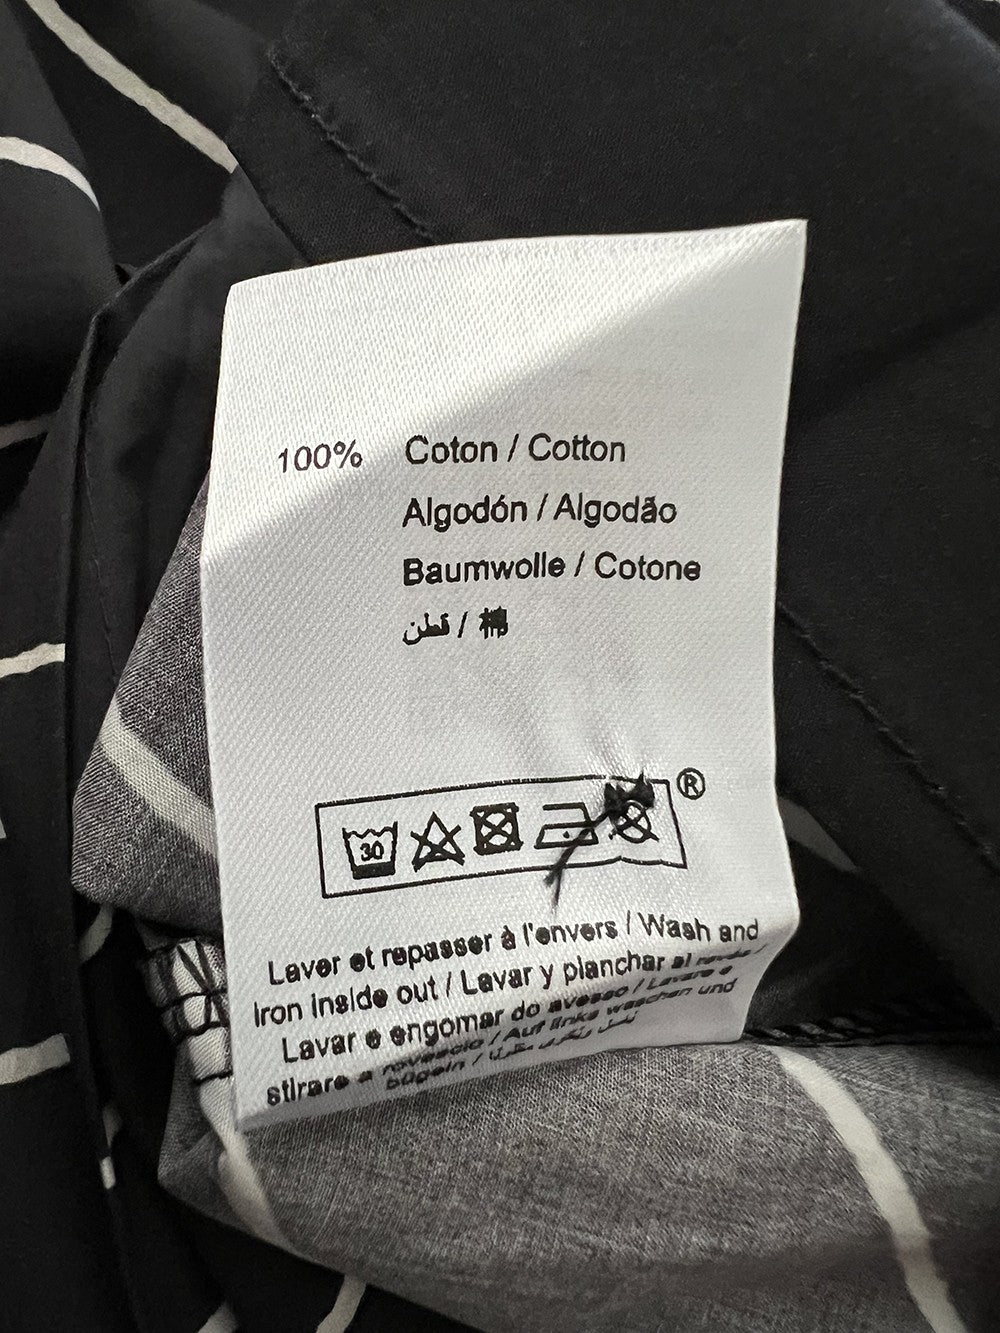 100% Coton / Cotton
Algodón / Algodão
Baumwolle / Cotone
قطن / 棉
®
30
Laver et repasser à l'envers / Wash and
Iron inside out / Lavar y planchar al revés /
Lavar e engomar do avesso / Lavare e
stirare a rovescio / Auf links waschen und
bügeln /